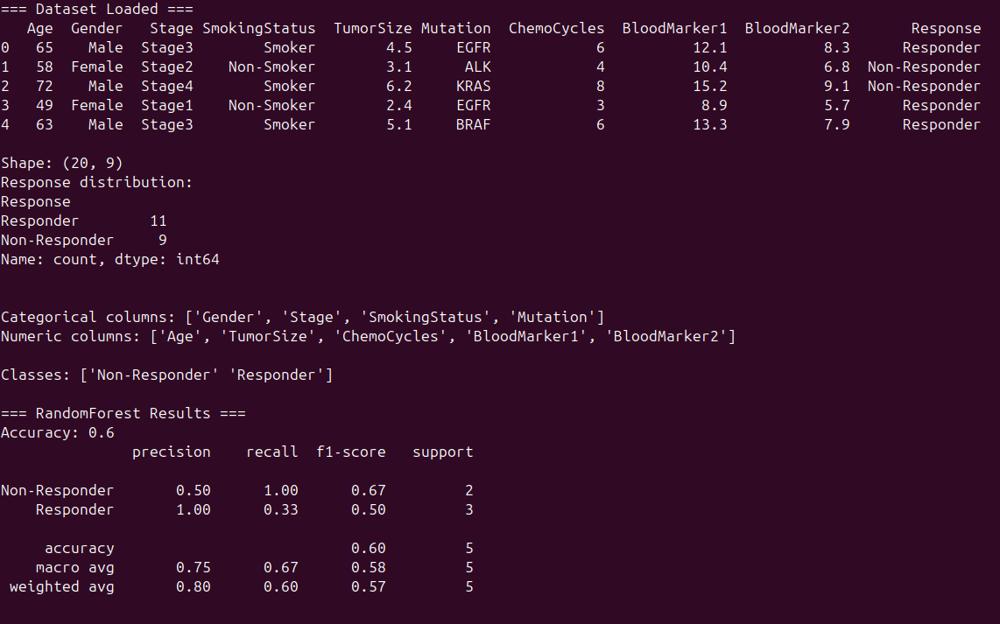 === Dataset Loaded ===
   Age  Gender   Stage SmokingStatus  TumorSize Mutation  ChemoCycles  BloodMarker1  BloodMarker2       Response
0   65    Male  Stage3        Smoker        4.5     EGFR            6          12.1           8.3      Responder
1   58  Female  Stage2    Non-Smoker        3.1      ALK            4          10.4           6.8  Non-Responder
2   72    Male  Stage4        Smoker        6.2     KRAS            8          15.2           9.1  Non-Responder
3   49  Female  Stage1    Non-Smoker        2.4     EGFR            3           8.9           5.7      Responder
4   63    Male  Stage3        Smoker        5.1     BRAF            6          13.3           7.9      Responder
Shape: (20, 9)
Response distribution:
Response
Responder        11
Non-Responder     9
Name: count, dtype: int64
Categorical columns: ['Gender', 'Stage', 'SmokingStatus', 'Mutation']
Numeric columns: ['Age', 'TumorSize', 'ChemoCycles', 'BloodMarker1', 'BloodMarker2']
Classes: ['Non-Responder' 'Responder']
=== RandomForest Results ===
Accuracy: 0.6
               precision    recall  f1-score   support
Non-Responder       0.50      1.00      0.67         2
    Responder       1.00      0.33      0.50         3
     accuracy                           0.60         5
    macro avg       0.75      0.67      0.58         5
 weighted avg       0.80      0.60      0.57         5